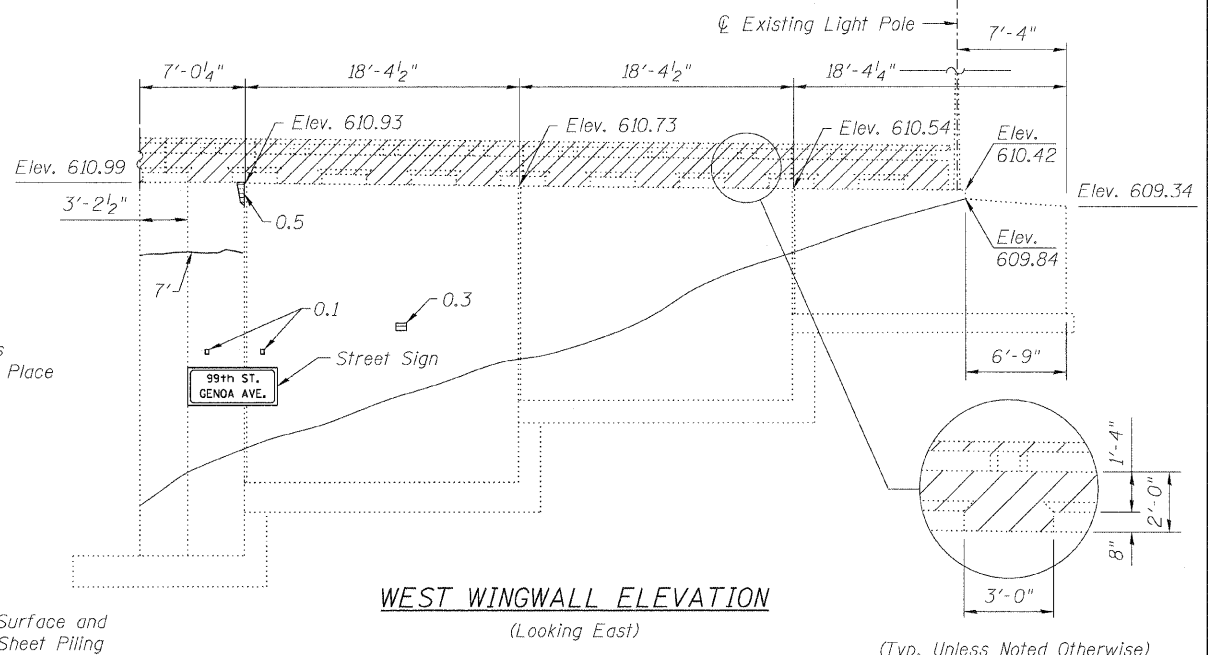 ℄ Existing Light Pole
7'-4"
7'-0¼"
18'-4½"
18'-4½"
18'-4¼"
Elev. 610.93
Elev. 610.73
Elev. 610.54
Elev.
610.42
Elev. 610.99
Elev. 609.34
3'-2½"
0.5
Elev.
609.84
7'
0.1
0.3
Street Sign
s
Place
99th ST.
GENOA AVE.
6'-9"
1'-4"
2'-0"
8"
3'-0"
WEST WINGWALL ELEVATION
(Looking East)
Surface and
Sheet Piling
(Typ. Unless Noted Otherwise)